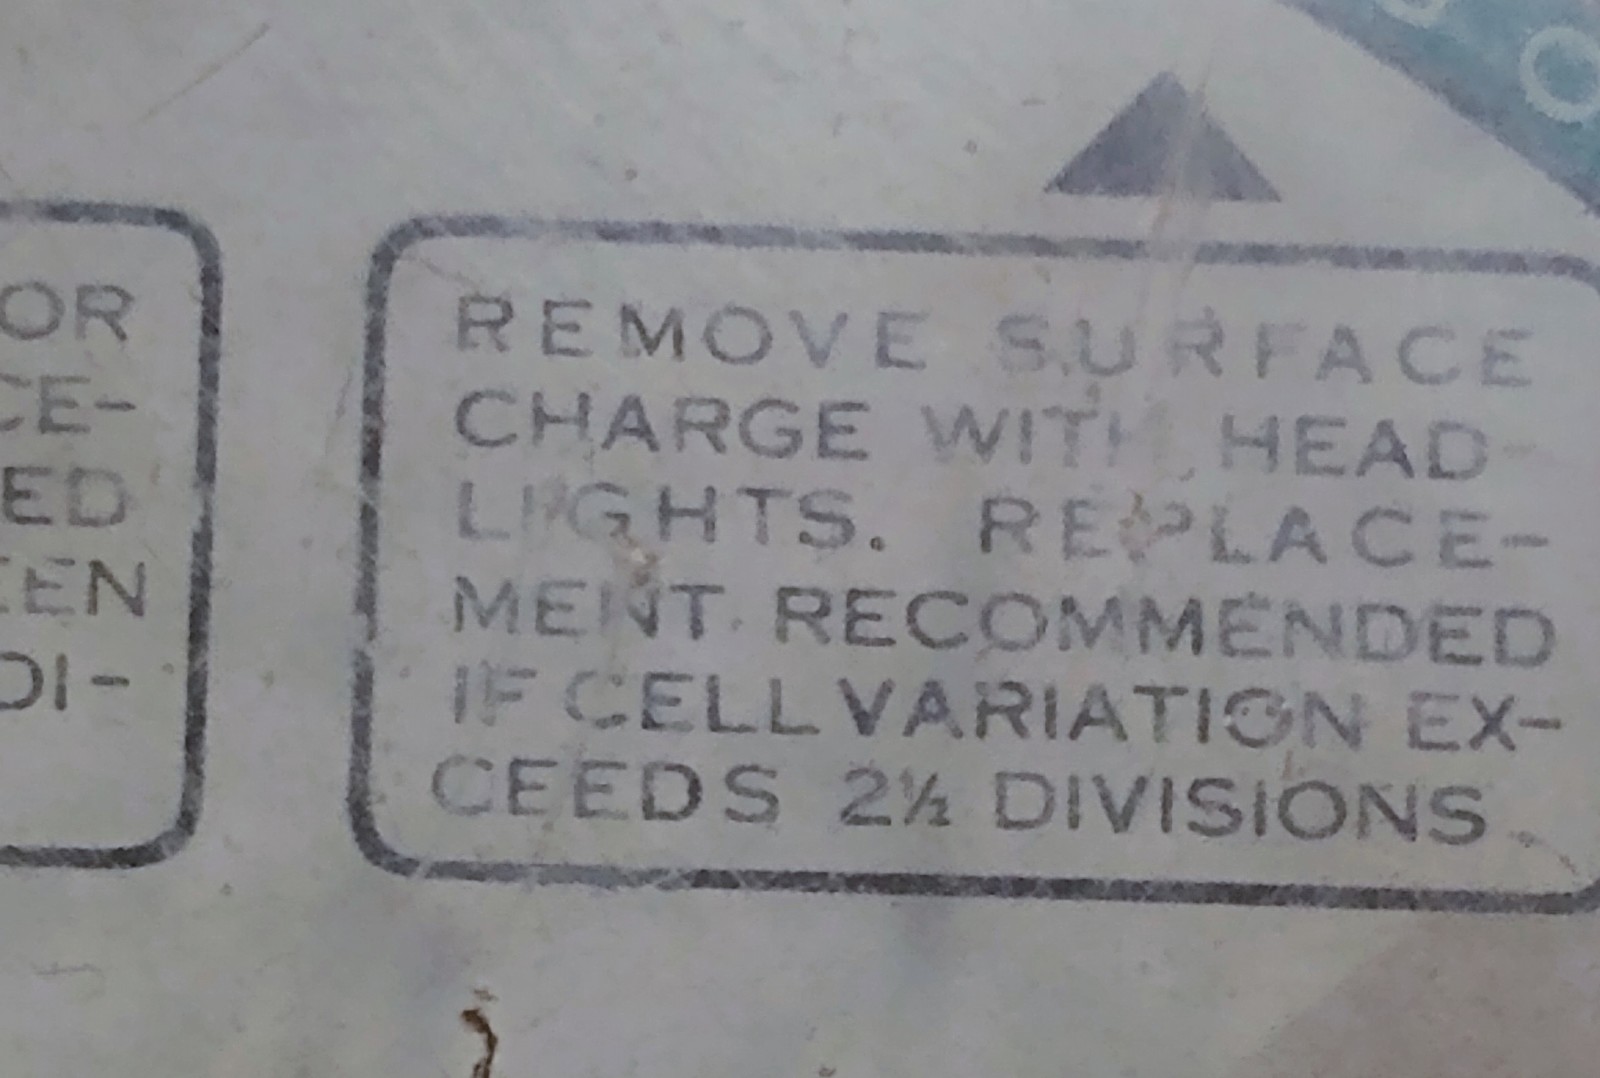 OR
CE-
ED
EEN
DI-
REMOVE SURFACE
CHARGE WITH HEAD-
LIGHTS. REPLACE-
MENT RECOMMENDED
IF CELL VARIATION EX-
CEEDS 2½ DIVISIONS